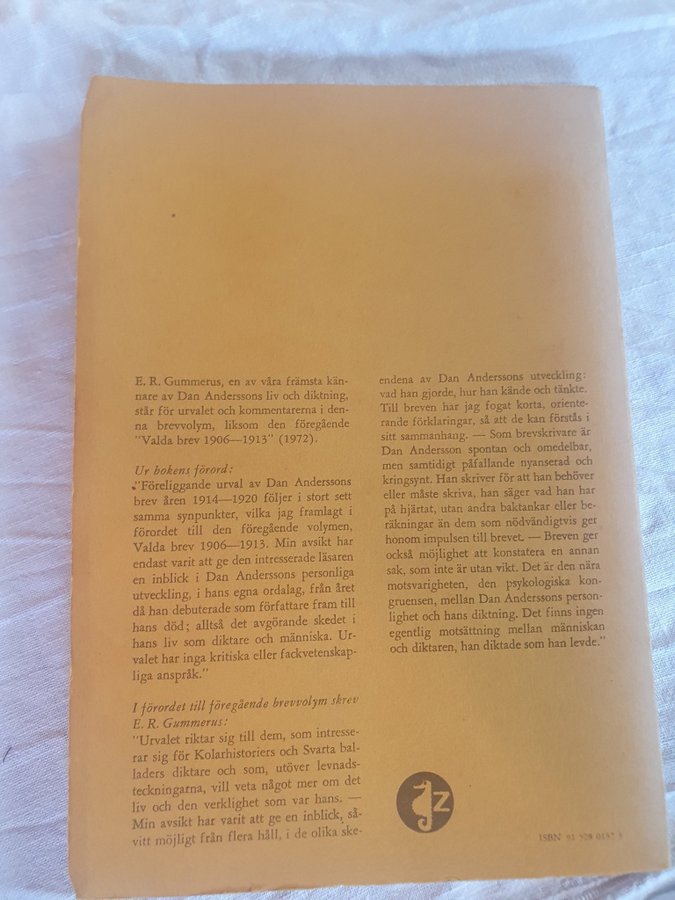 E. R. Gummerus, en av våra främsta kän-
nare av Dan Anderssons liv och diktning,
står för urvalet och kommentarerna i den-
na brevvolym, liksom den föregående
"Valda brev 1906—1913" (1972).
Ur bokens förord:
"Föreliggande urval av Dan Anderssons
brev åren 1914—1920 följer i stort sett
samma synpunkter, vilka jag framlagt i
förordet till den föregående volymen,
Valda brev 1906—1913. Min avsikt har
endast varit att ge den intresserade läsaren
en inblick i Dan Anderssons personliga
utveckling, i hans egna ordalag, från året
då han debuterade som författare fram till
hans död; alltså det avgörande skedet i
hans liv som diktare och människa. Ur-
valet har inga kritiska eller fackvetenskap-
liga anspråk."
I förordet till föregående brevvolym skrev
E. R. Gummerus:
"Urvalet riktar sig till dem, som intresse-
rar sig för Kolarhistoriers och Svarta bal-
laders diktare och som, utöver levnads-
teckningarna, vill veta något mer om det
liv och den verklighet som var hans. —
Min avsikt har varit att ge en inblick, så-
vitt möjligt från flera håll, i de olika ske-
endena av Dan Anderssons utveckling:
vad han gjorde, hur han kände och tänkte.
Till breven har jag fogat korta, oriente-
rande förklaringar, så att de kan förstås i
sitt sammanhang. — Som brevskrivare är
Dan Andersson spontan och omedelbar,
men samtidigt påfallande nyanserad och
kringsynt. Han skriver för att han behöver
eller måste skriva, han säger vad han har
på hjärtat, utan andra baktankar eller be-
räkningar än dem som nödvändigtvis ger
honom impulsen till brevet. — Breven ger
också möjlighet att konstatera en annan
sak, som inte är utan vikt. Det är den nära
motsvarigheten, den psykologiska kon-
gruensen, mellan Dan Anderssons person-
lighet och hans diktning. Det finns ingen
egentlig motsättning mellan människan
och diktaren, han diktade som han levde."
Z
ISBN 91